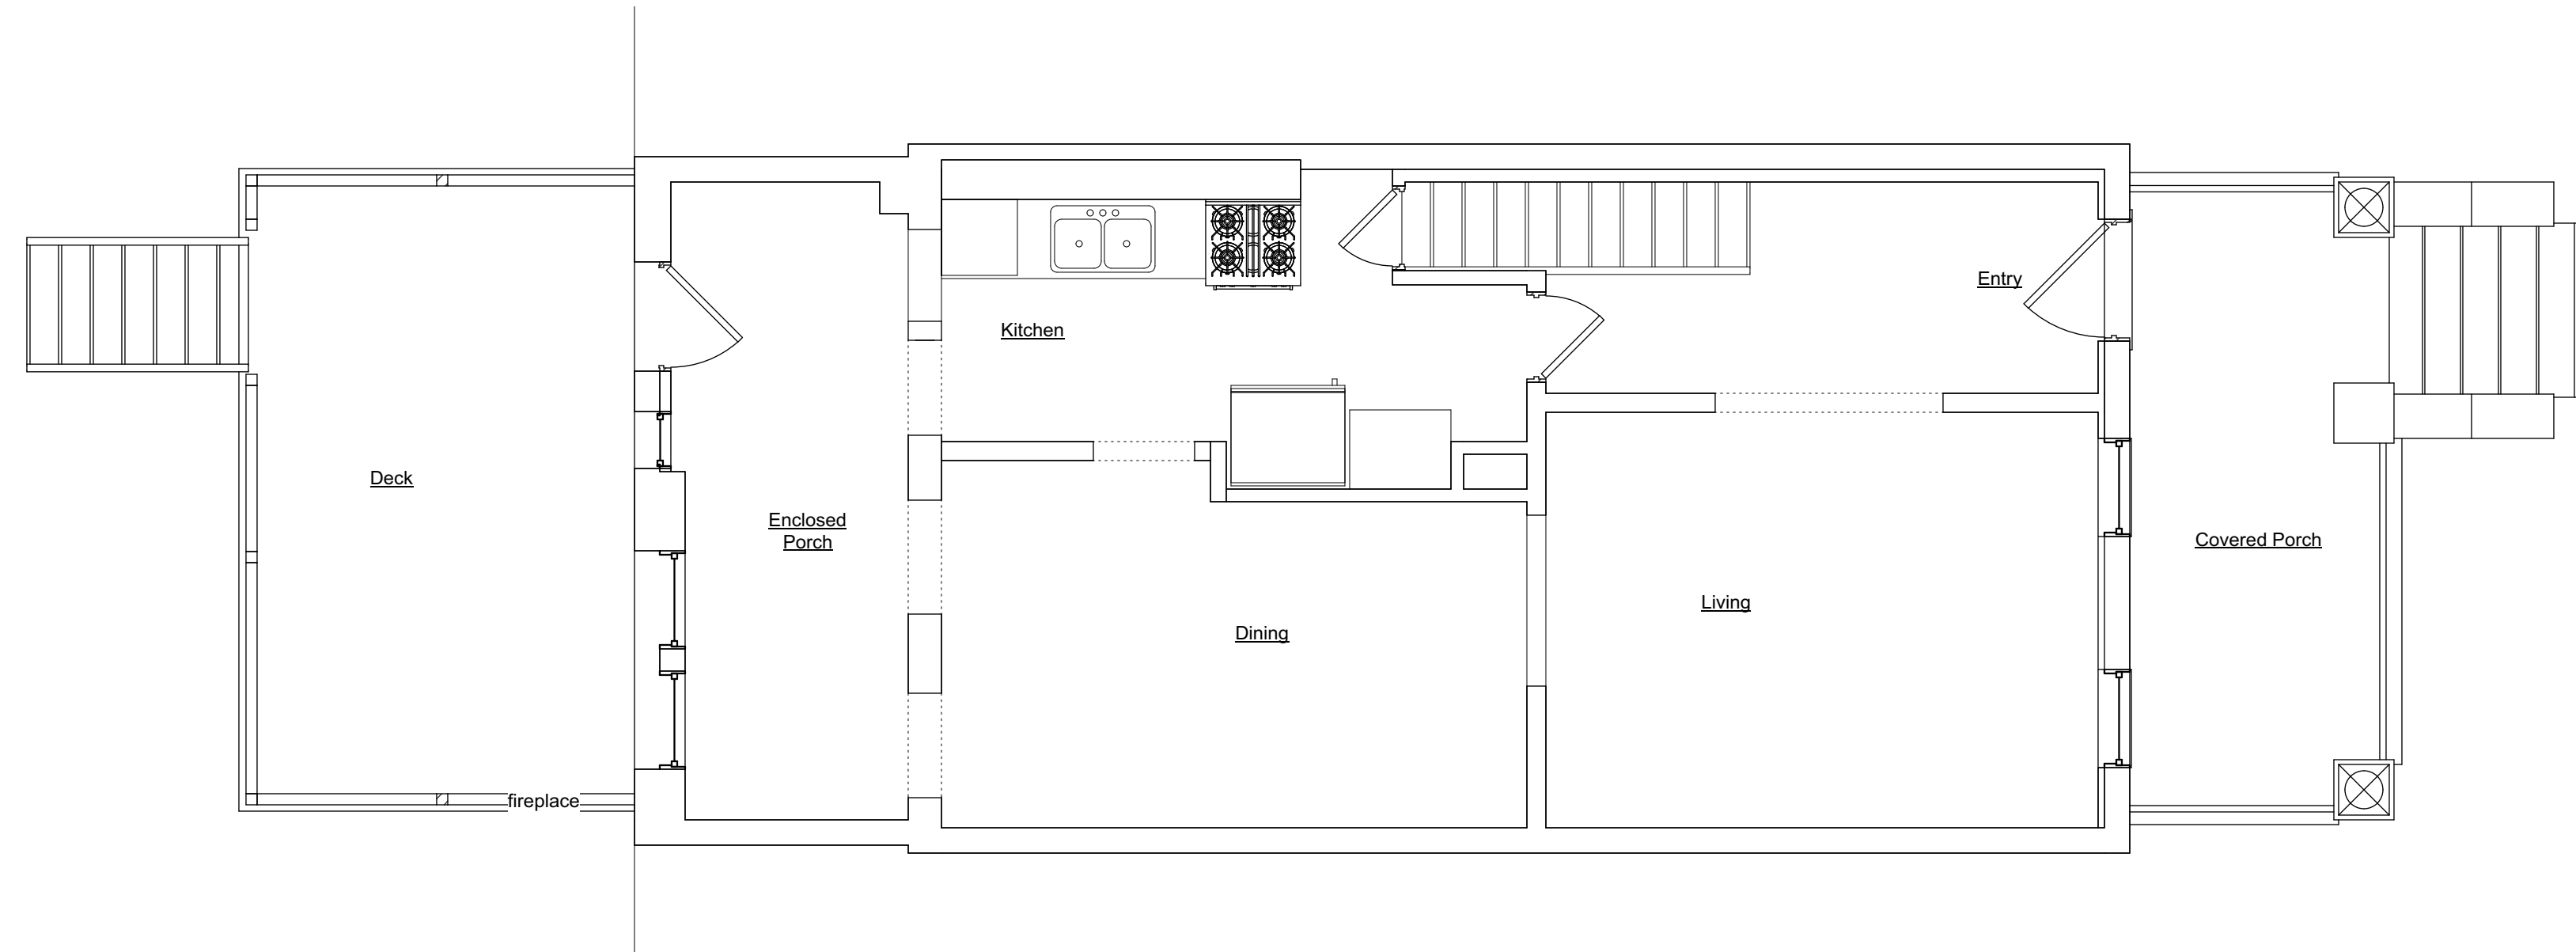 Entry
Kitchen
Deck
Enclosed
Porch
Covered Porch
Living
Dining
fireplace